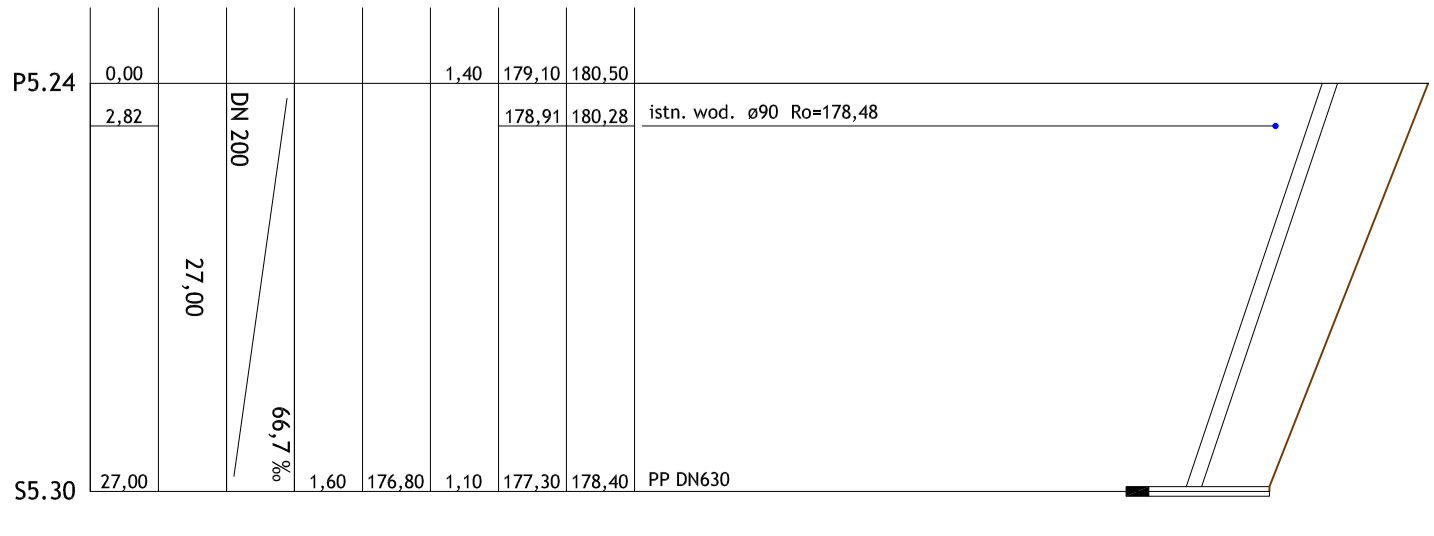 P5.24 0,00 1,40 179,10 180,50
2,82 178,91 180,28 istn. wod. ø90 Ro=178,48
DN 200
27,00
66,7 ‰
S5.30 27,00 1,60 176,80 1,10 177,30 178,40 PP DN630